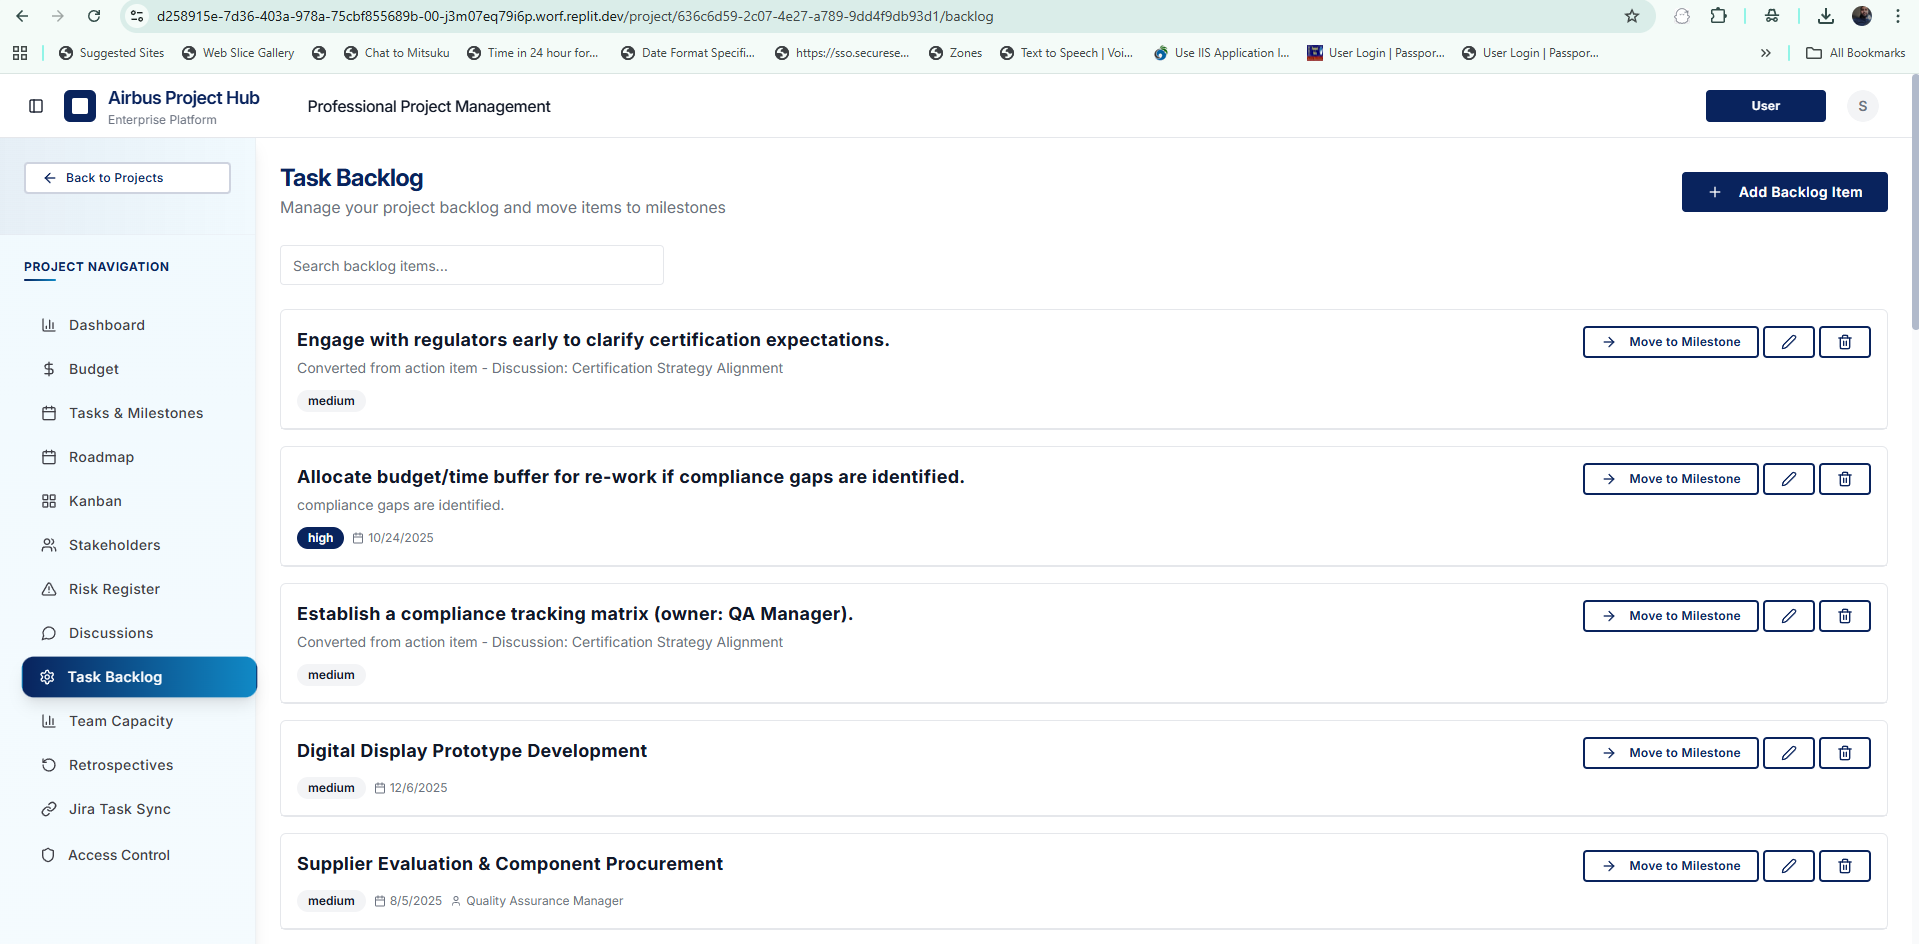 d258915e-7d36-403a-978a-75cbf855689b-00-j3m07eq79i6p.worf.replit.dev/project/636c6d59-2c07-4e27-a789-9dd4f9db93d1/backlog
Suggested Sites Web Slice Gallery Chat to Mitsuku Time in 24 hour for... Date Format Specifi... https://sso.securese... Zones Text to Speech | Voi... Use IIS Application I... User Login | Passpor... User Login | Passpor... » All Bookmarks
Airbus Project Hub
Enterprise Platform
Professional Project Management
User
S
Back to Projects
PROJECT NAVIGATION
Dashboard
Budget
Tasks & Milestones
Roadmap
Kanban
Stakeholders
Risk Register
Discussions
Task Backlog
Team Capacity
Retrospectives
Jira Task Sync
Access Control
Task Backlog
Manage your project backlog and move items to milestones
Add Backlog Item
Search backlog items...
Engage with regulators early to clarify certification expectations.
Converted from action item - Discussion: Certification Strategy Alignment
medium
Move to Milestone
Allocate budget/time buffer for re-work if compliance gaps are identified.
compliance gaps are identified.
high 10/24/2025
Move to Milestone
Establish a compliance tracking matrix (owner: QA Manager).
Converted from action item - Discussion: Certification Strategy Alignment
medium
Move to Milestone
Digital Display Prototype Development
medium 12/6/2025
Move to Milestone
Supplier Evaluation & Component Procurement
medium 8/5/2025 Quality Assurance Manager
Move to Milestone